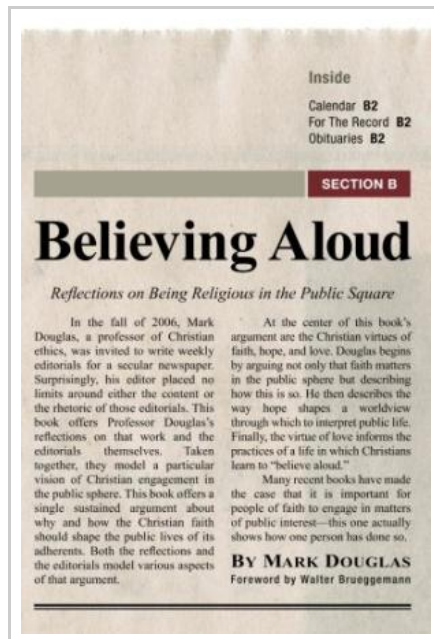 Inside
Calendar B2
For The Record B2
Obituaries B2
SECTION B
Believing Aloud
Reflections on Being Religious in the Public Square
In the fall of 2006, Mark
Douglas, a professor of Christian
ethics, was invited to write weekly
editorials for a secular newspaper.
Surprisingly, his editor placed no
limits around either the content or
the rhetoric of those editorials. This
book offers Professor Douglas's
reflections on that work and the
editorials themselves. Taken
together, they model a particular
vision of Christian engagement in
the public sphere. This book offers a
single sustained argument about
why and how the Christian faith
should shape the public lives of its
adherents. Both the reflections and
the editorials model various aspects
of that argument.
At the center of this book's
argument are the Christian virtues of
faith, hope, and love. Douglas begins
by arguing not only that faith matters
in the public sphere but describing
how this is so. He then describes the
way hope shapes a worldview
through which to interpret public life.
Finally, the virtue of love informs the
practices of a life in which Christians
learn to "believe aloud."
Many recent books have made
the case that it is important for
people of faith to engage in matters
of public interest—this one actually
shows how one person has done so.
BY MARK DOUGLAS
Foreword by Walter Brueggemann